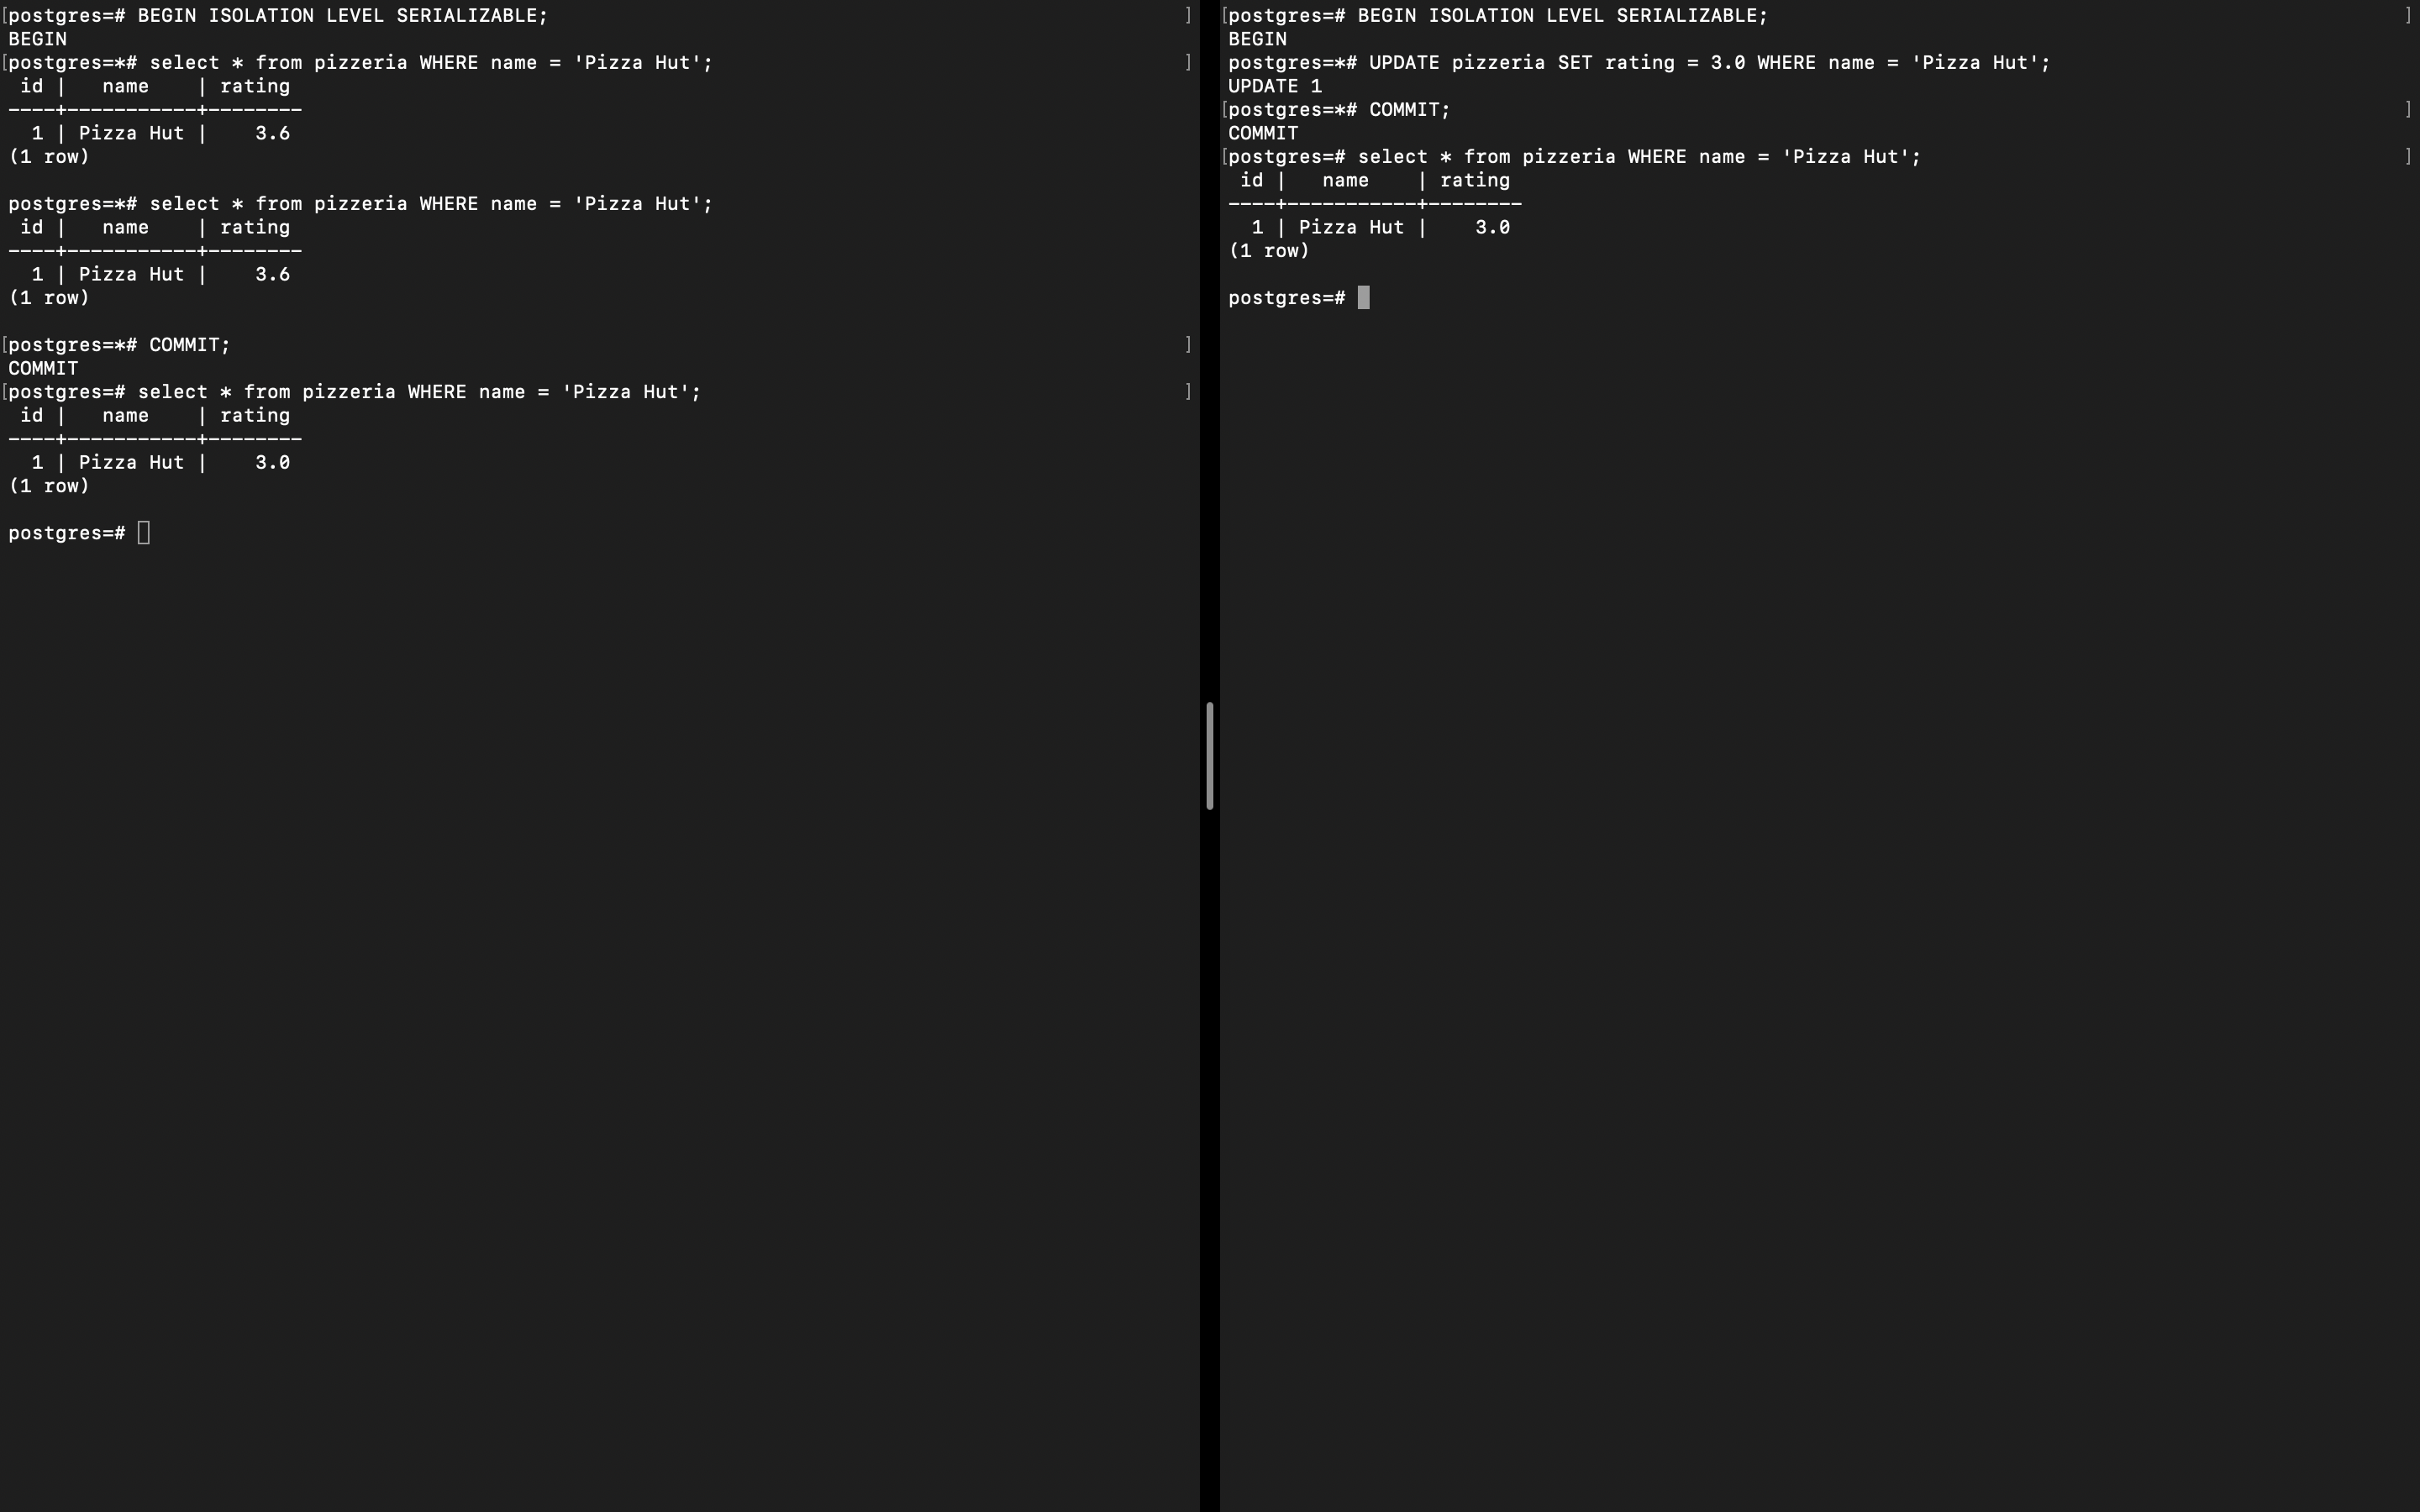 postgres=# BEGIN ISOLATION LEVEL SERIALIZABLE;
BEGIN
postgres=*# select * from pizzeria WHERE name = 'Pizza Hut';
 id |   name    | rating
----+-----------+--------
  1 | Pizza Hut |    3.6
(1 row)

postgres=*# select * from pizzeria WHERE name = 'Pizza Hut';
 id |   name    | rating
----+-----------+--------
  1 | Pizza Hut |    3.6
(1 row)

postgres=*# COMMIT;
COMMIT
postgres=# select * from pizzeria WHERE name = 'Pizza Hut';
 id |   name    | rating
----+-----------+--------
  1 | Pizza Hut |    3.0
(1 row)

postgres=#
postgres=# BEGIN ISOLATION LEVEL SERIALIZABLE;
BEGIN
postgres=*# UPDATE pizzeria SET rating = 3.0 WHERE name = 'Pizza Hut';
UPDATE 1
postgres=*# COMMIT;
COMMIT
postgres=# select * from pizzeria WHERE name = 'Pizza Hut';
 id |   name    | rating
----+-----------+--------
  1 | Pizza Hut |    3.0
(1 row)

postgres=#